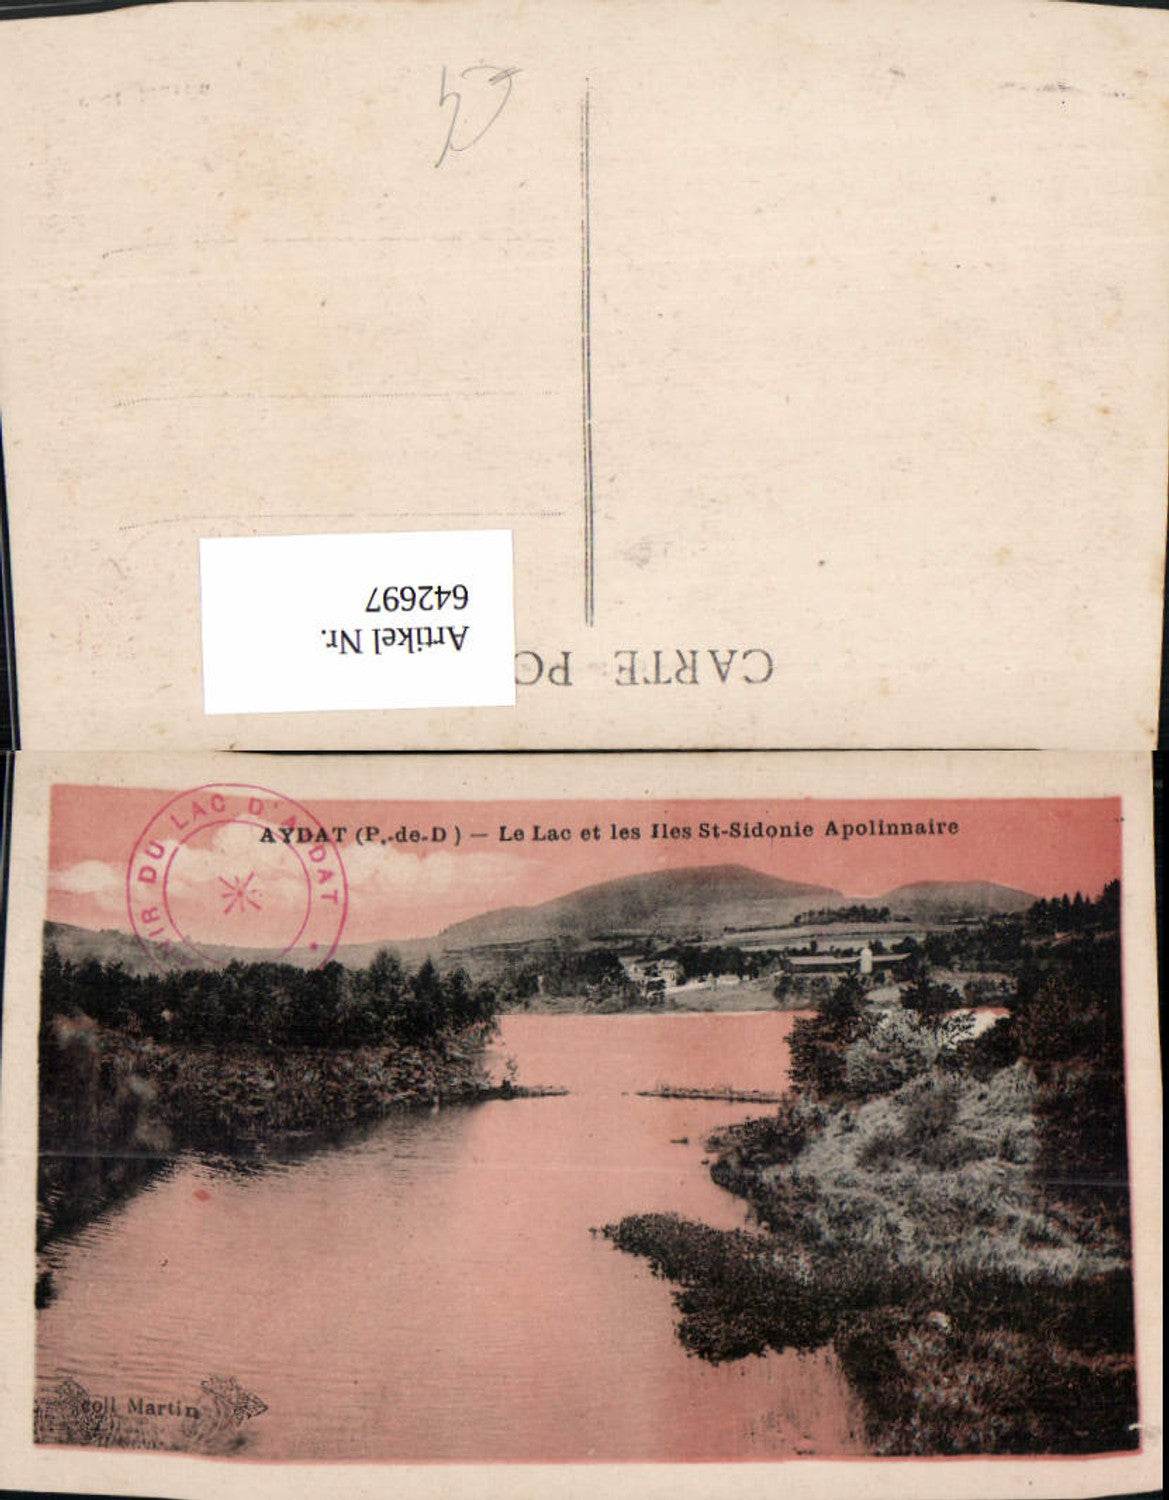 Artikel Nr.
642697
CARTE PO
AYDAT (P.-de-D ) — Le Lac et les Iles St-Sidonie Apolinnaire
DU LAC D'AYDAT
coll Martin